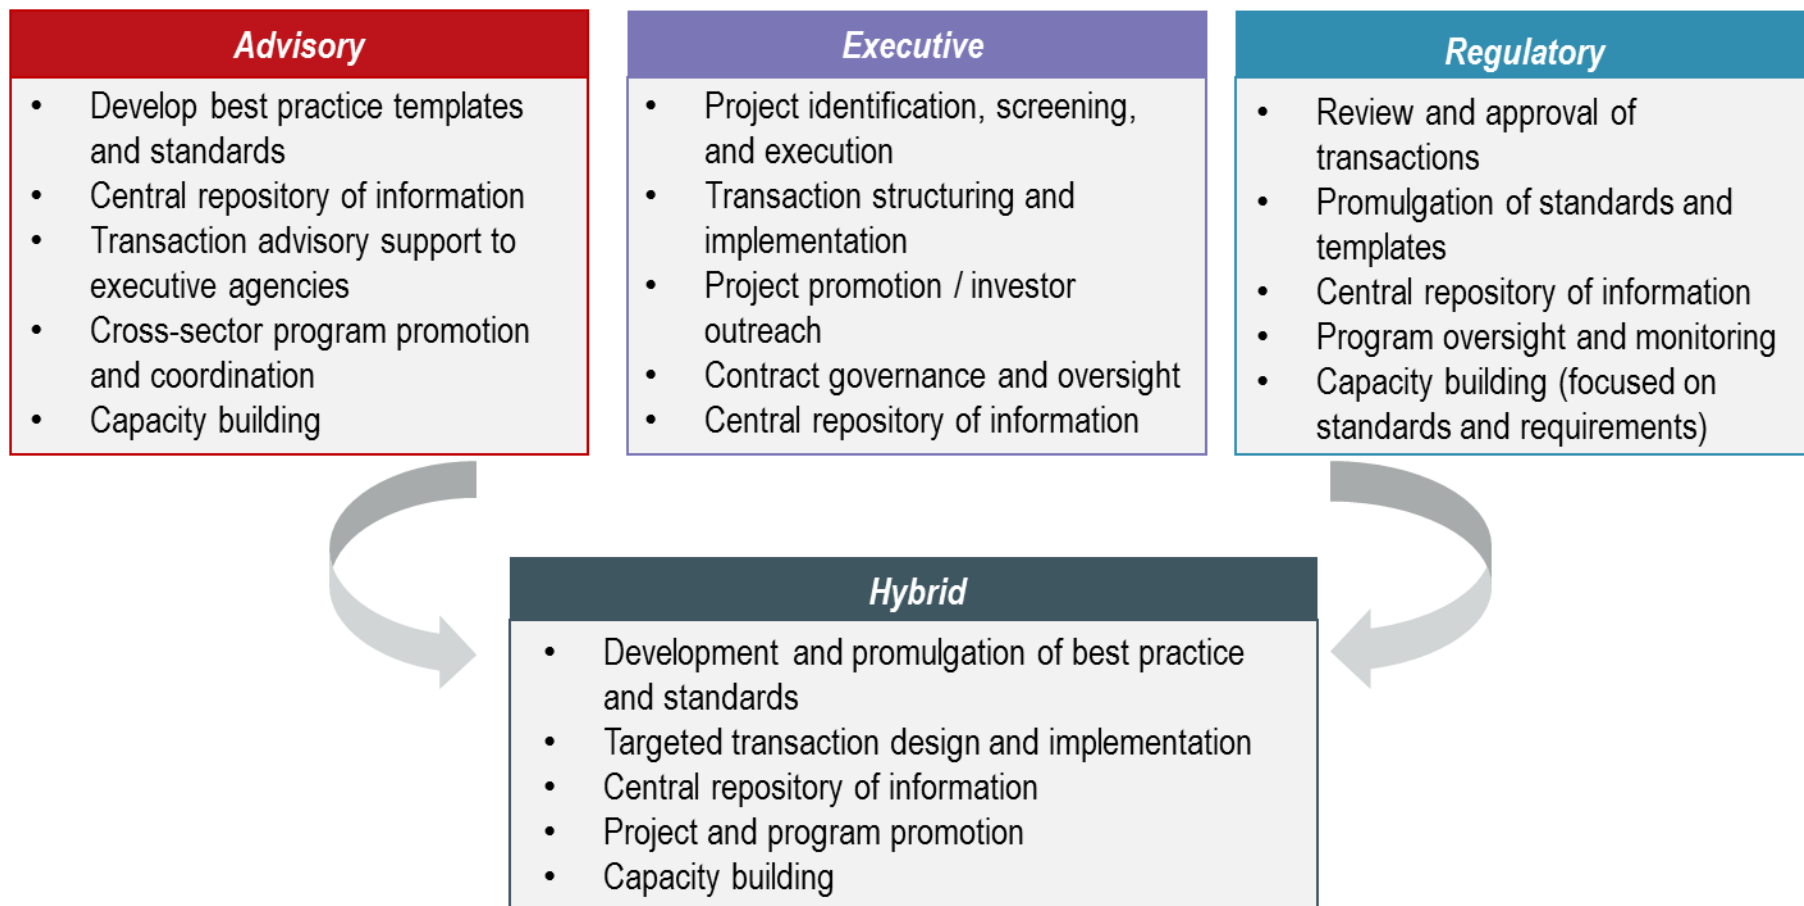 Advisory
• Develop best practice templates
and standards
• Central repository of information
• Transaction advisory support to
executive agencies
• Cross-sector program promotion
and coordination
• Capacity building
Executive
• Project identification, screening,
and execution
• Transaction structuring and
implementation
• Project promotion / investor
outreach
• Contract governance and oversight
• Central repository of information
Regulatory
• Review and approval of
transactions
• Promulgation of standards and
templates
• Central repository of information
• Program oversight and monitoring
• Capacity building (focused on
standards and requirements)
Hybrid
• Development and promulgation of best practice
and standards
• Targeted transaction design and implementation
• Central repository of information
• Project and program promotion
• Capacity building